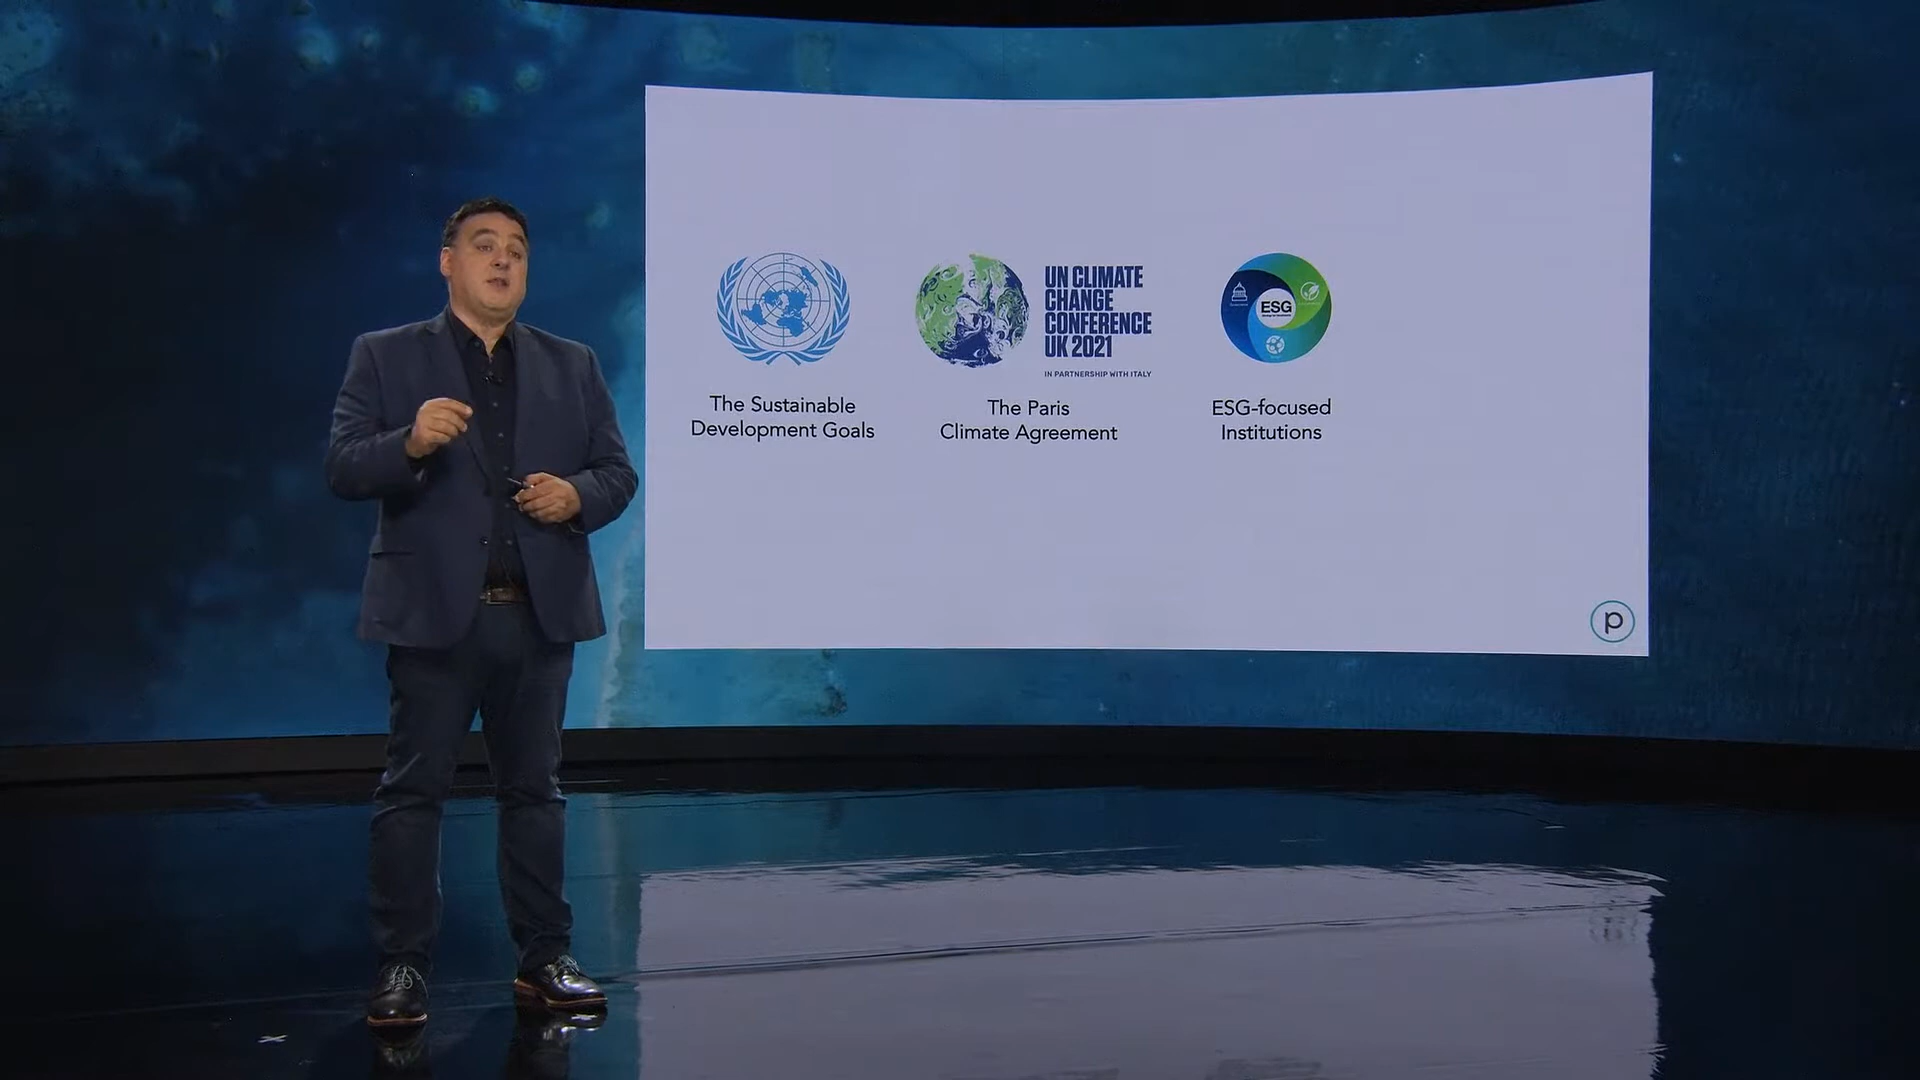 UN CLIMATE
CHANGE
CONFERENCE
UK 2021
IN PARTNERSHIP WITH ITALY
ESG
The Sustainable
Development Goals
The Paris
Climate Agreement
ESG-focused
Institutions
p